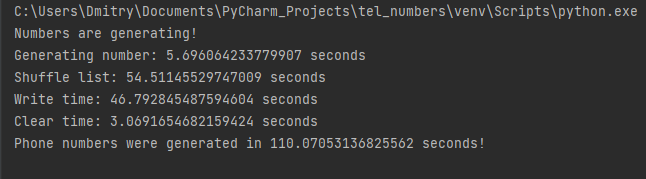 C:\Users\Dmitry\Documents\PyCharm_Projects\tel_numbers\venv\Scripts\python.exe
Numbers are generating!
Generating number: 5.696064233779907 seconds
Shuffle list: 54.51145529747009 seconds
Write time: 46.792845487594604 seconds
Clear time: 3.0691654682159424 seconds
Phone numbers were generated in 110.07053136825562 seconds!